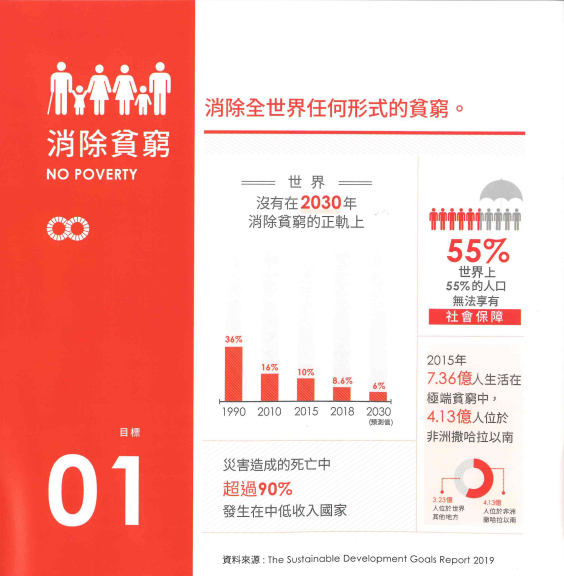 消除貧窮
NO POVERTY
目標
01
消除全世界任何形式的貧窮。
世界
沒有在2030年
消除貧窮的正軌上
36%
16%
10%
8.6%
6%
1990
2010
2015
2018
2030
(預測值)
55%
世界上
55%的人口
無法享有
社會保障
2015年
7.36億人生活在
極端貧窮中，
4.13億人位於
非洲撒哈拉以南
3.23億
人位於世界
其他地方
4.13億
人位於非洲
撒哈拉以南
災害造成的死亡中
超過90%
發生在中低收入國家
資料來源：The Sustainable Development Goals Report 2019